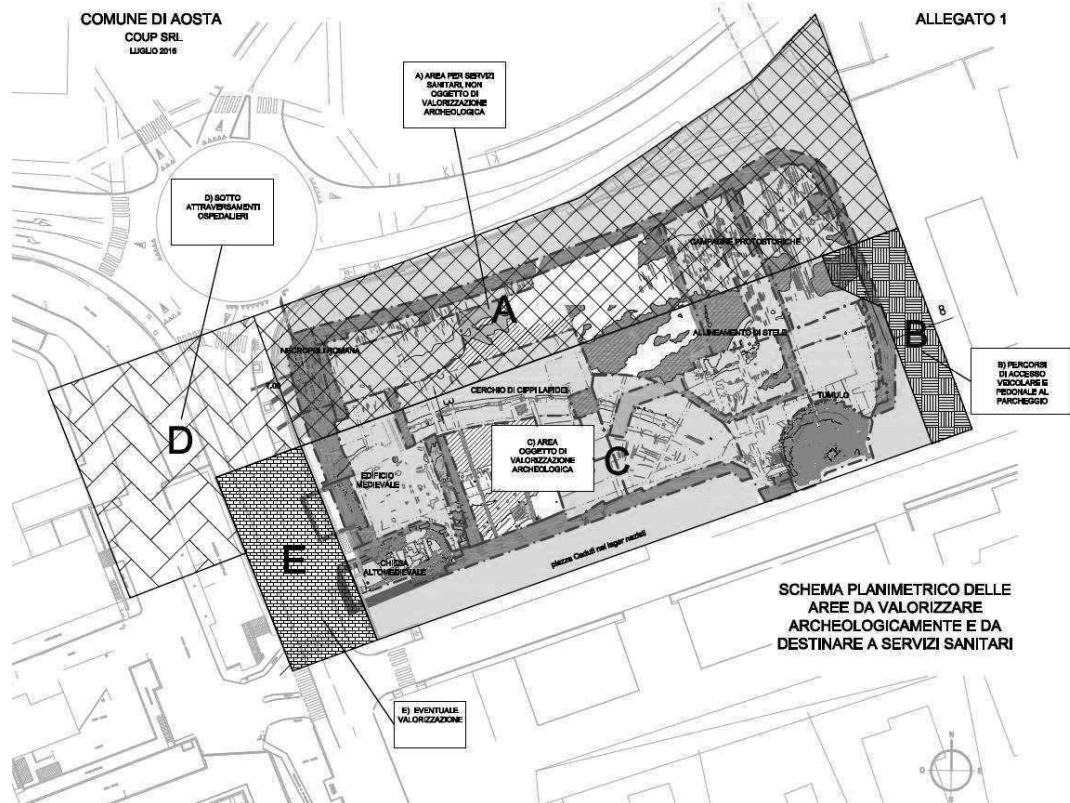 COMUNE DI AOSTA
COUP SRL
LUGLIO 2016
ALLEGATO 1
A) AREA PER SERVIZI
SANITARI, NON
OGGETTO DI
VALORIZZAZIONE
ARCHEOLOGICA
D) SOTTO
ATTRAVERSAMENTI
OSPEDALIERI
CAMPAGNE PROTOSTORICHE
A
NECROPOLI ROMANA
ALLINEAMENTO DI STELE
B
8
B) PERCORSI
DI ACCESSO
VEICOLARE E
PEDONALE AL
PARCHEGGIO
CERCHIO DI CIPPI LAPIDEI
TUMULO
3
D
C) AREA
OGGETTO DI
VALORIZZAZIONE
ARCHEOLOGICA
C
EDIFICIO
MEDIEVALE
E
CHIESA
ALTOMEDIEVALE
piazza Caduti nei lager nazisti
SCHEMA PLANIMETRICO DELLE
AREE DA VALORIZZARE
ARCHEOLOGICAMENTE E DA
DESTINARE A SERVIZI SANITARI
E) EVENTUALE
VALORIZZAZIONE
N
O
E
S